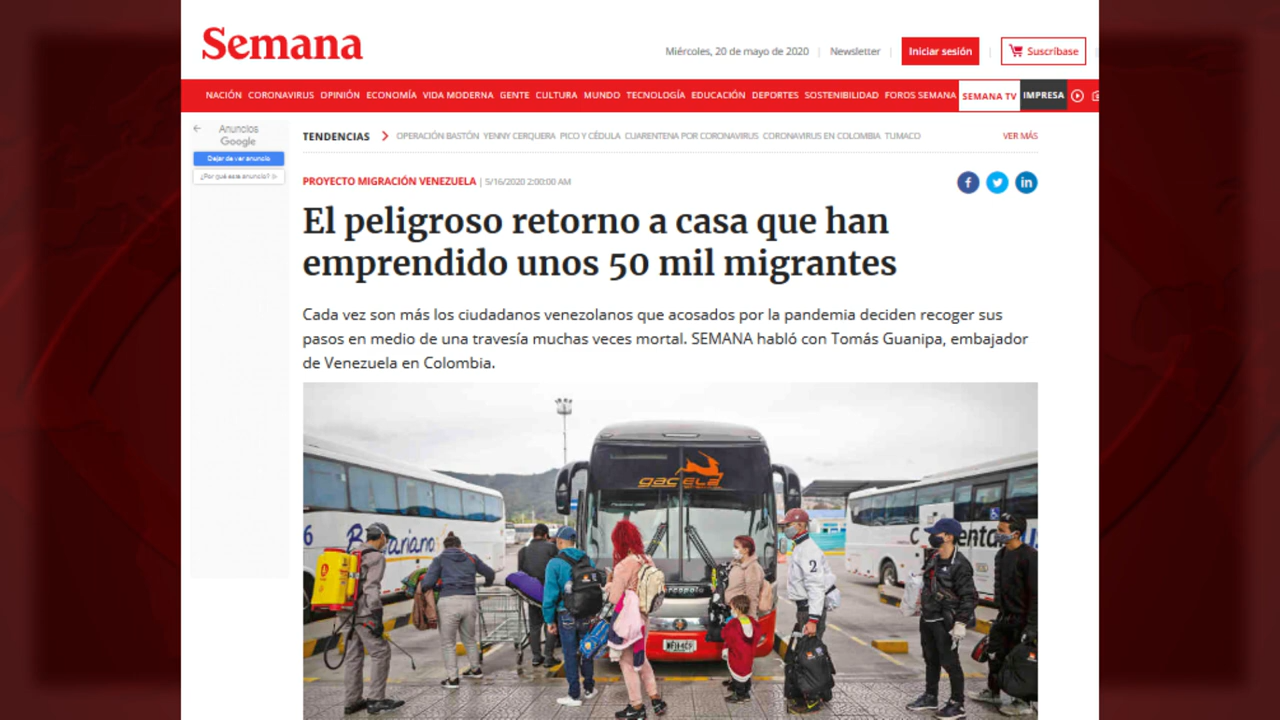 Semana
Miércoles, 20 de mayo de 2020 | Newsletter | Iniciar sesión | Suscríbase
NACIÓN CORONAVIRUS OPINIÓN ECONOMÍA VIDA MODERNA GENTE CULTURA MUNDO TECNOLOGÍA EDUCACIÓN DEPORTES SOSTENIBILIDAD FOROS SEMANA SEMANA TV IMPRESA
Anuncios
Google
Dejar de ver anuncio
¿Por qué este anuncio?
TENDENCIAS OPERACIÓN BASTÓN YENNY CERQUERA PICO Y CÉDULA CUARENTENA POR CORONAVIRUS CORONAVIRUS EN COLOMBIA TUMACO VER MÁS
PROYECTO MIGRACIÓN VENEZUELA | 5/16/2020 2:00:00 AM
El peligroso retorno a casa que han
emprendido unos 50 mil migrantes
Cada vez son más los ciudadanos venezolanos que acosados por la pandemia deciden recoger sus
pasos en medio de una travesía muchas veces mortal. SEMANA habló con Tomás Guanipa, embajador
de Venezuela en Colombia.
gacela
2